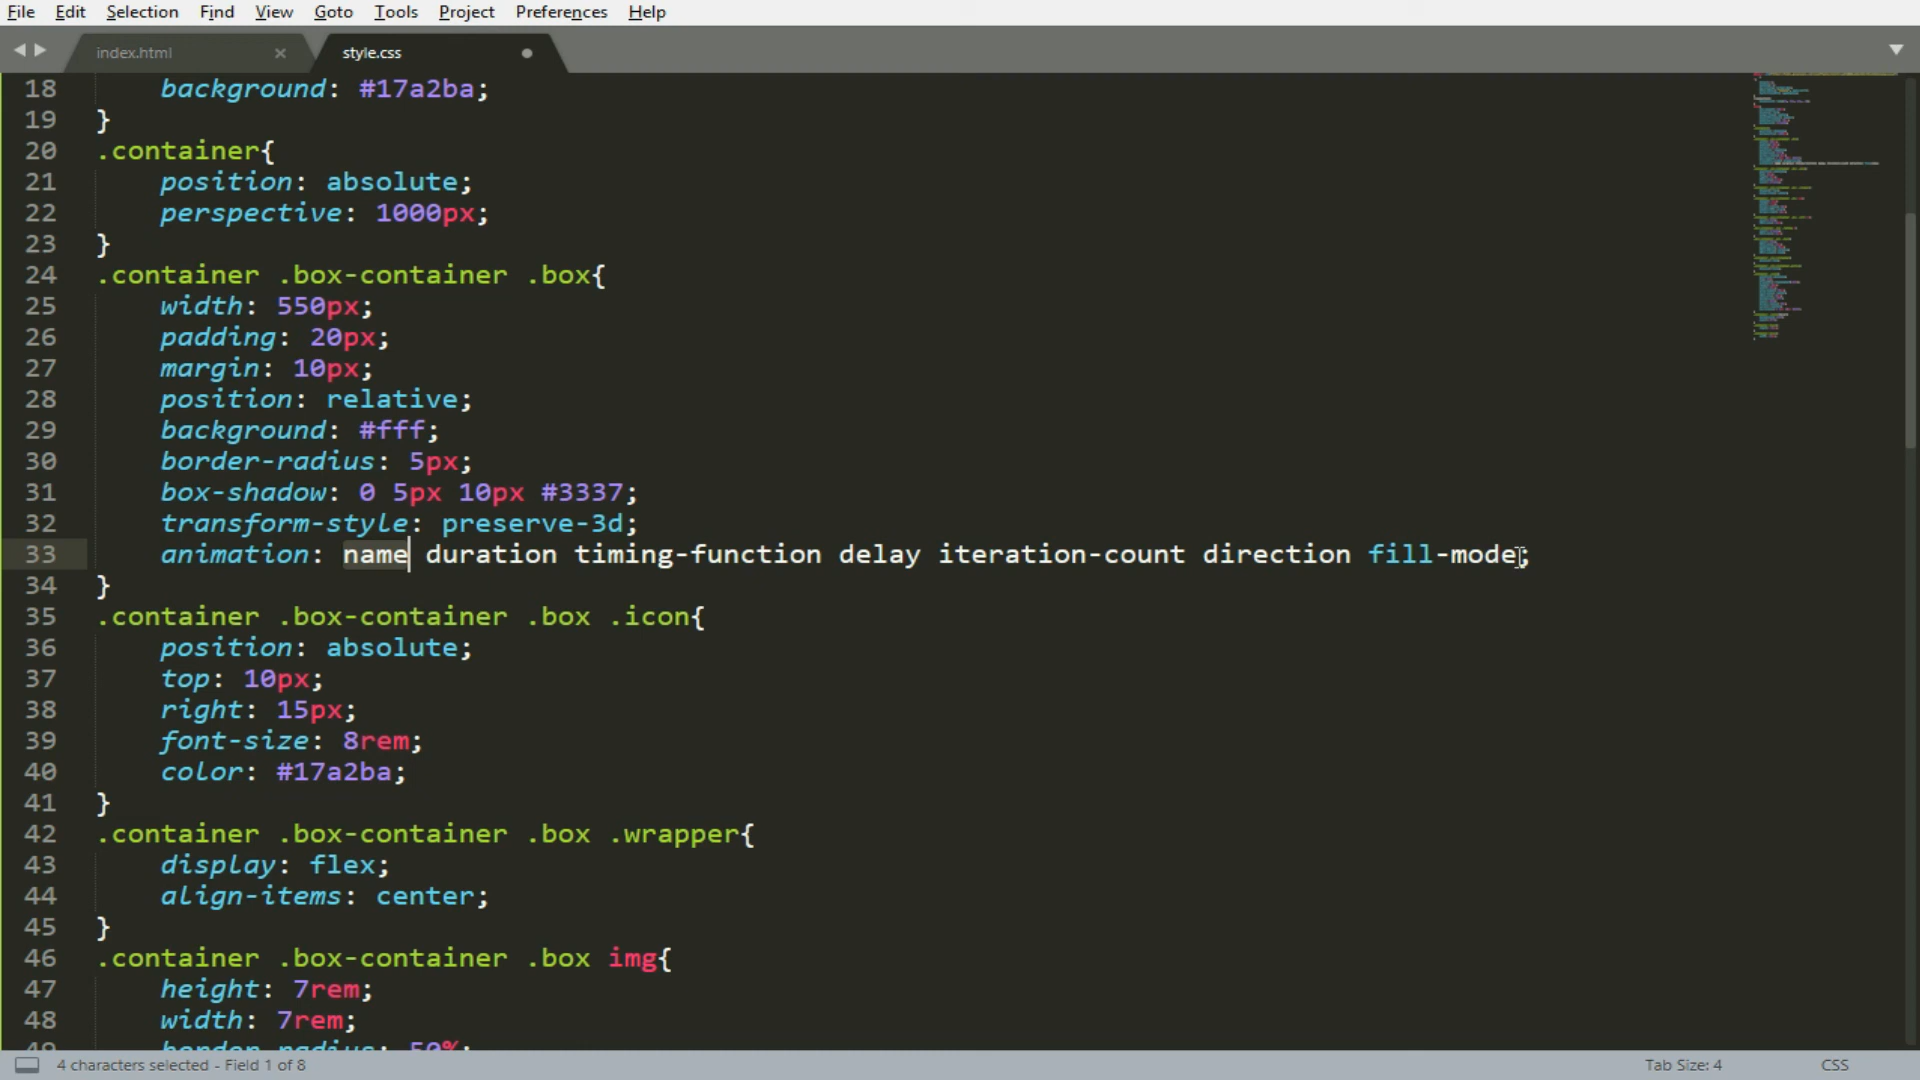 File Edit Selection Find View Goto Tools Project Preferences Help
index.html × style.css
18 background: #17a2ba;
19 }
20 .container{
21 position: absolute;
22 perspective: 1000px;
23 }
24 .container .box-container .box{
25 width: 550px;
26 padding: 20px;
27 margin: 10px;
28 position: relative;
29 background: #fff;
30 border-radius: 5px;
31 box-shadow: 0 5px 10px #3337;
32 transform-style: preserve-3d;
33 animation: name duration timing-function delay iteration-count direction fill-mode;
34 }
35 .container .box-container .box .icon{
36 position: absolute;
37 top: 10px;
38 right: 15px;
39 font-size: 8rem;
40 color: #17a2ba;
41 }
42 .container .box-container .box .wrapper{
43 display: flex;
44 align-items: center;
45 }
46 .container .box-container .box img{
47 height: 7rem;
48 width: 7rem;
49 border-radius: 50%;
4 characters selected - Field 1 of 8 Tab Size: 4 CSS